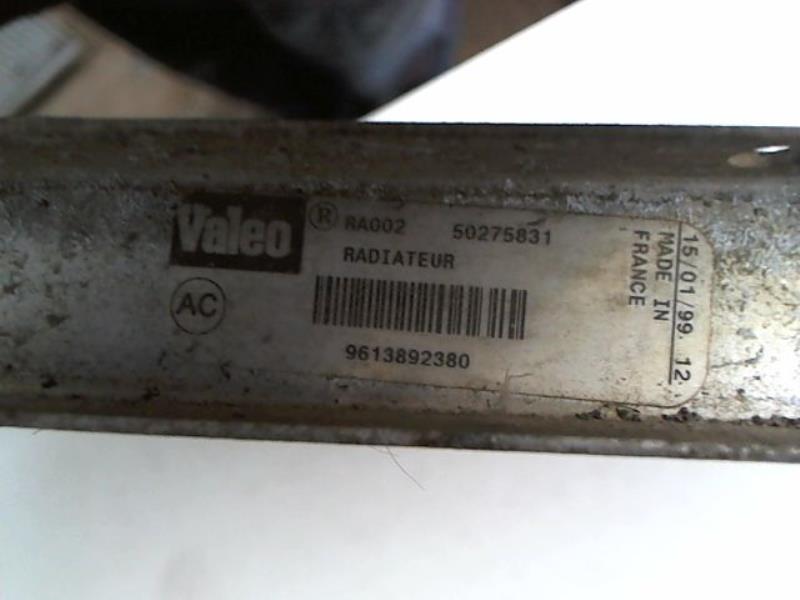 Valeo ® RA002 50275831
RADIATEUR
AC
9613892380
15/01/99 12
MADE IN
FRANCE